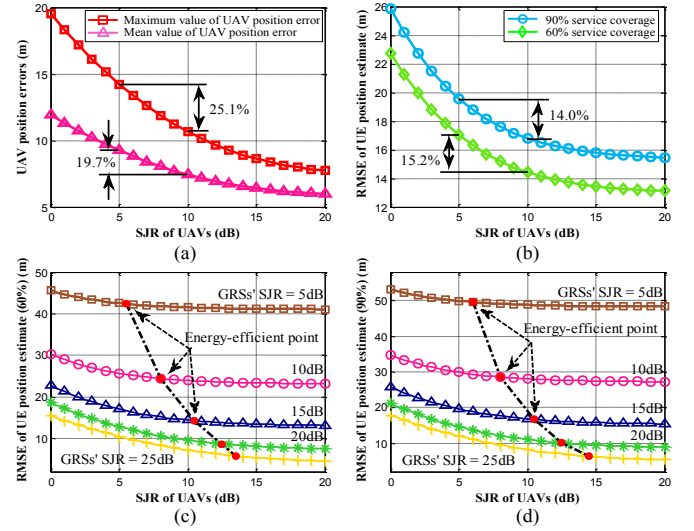 UAV position errors (m)
20
15
10
5
0
5
10
15
20
Maximum value of UAV position error
Mean value of UAV position error
25.1%
19.7%
SJR of UAVs (dB)
(a)
RMSE of UE position estimate (m)
26
24
22
20
18
16
14
12
0
5
10
15
20
90% service coverage
60% service coverage
14.0%
15.2%
SJR of UAVs (dB)
(b)
RMSE of UE position estimate (60%) (m)
50
40
30
20
10
0
5
10
15
20
GRSs' SJR = 5dB
Energy-efficient point
10dB
15dB
20dB
GRSs' SJR = 25dB
SJR of UAVs (dB)
(c)
RMSE of UE position estimate (90%) (m)
50
40
30
20
10
0
5
10
15
20
GRSs' SJR = 5dB
Energy-efficient point
10dB
15dB
20dB
GRSs' SJR = 25dB
SJR of UAVs (dB)
(d)